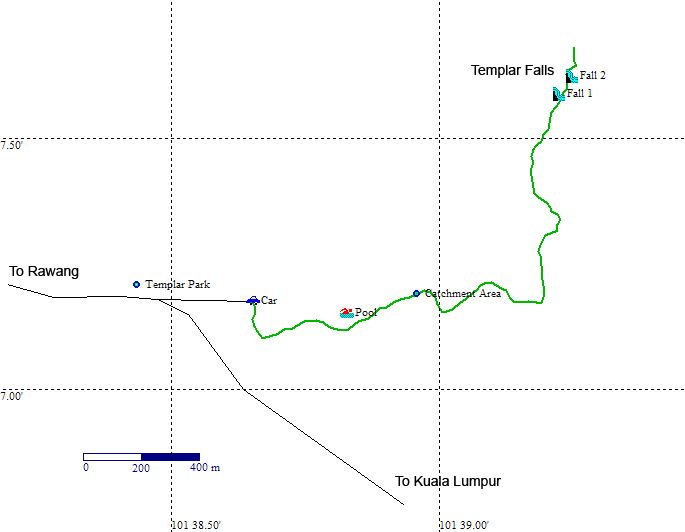 Templar Falls
Fall 2
Fall 1
7.50'
To Rawang
Templar Park
Catchment Area
Car
Pool
7.00'
0 200 400 m
To Kuala Lumpur
101 38.50'
101 39.00'